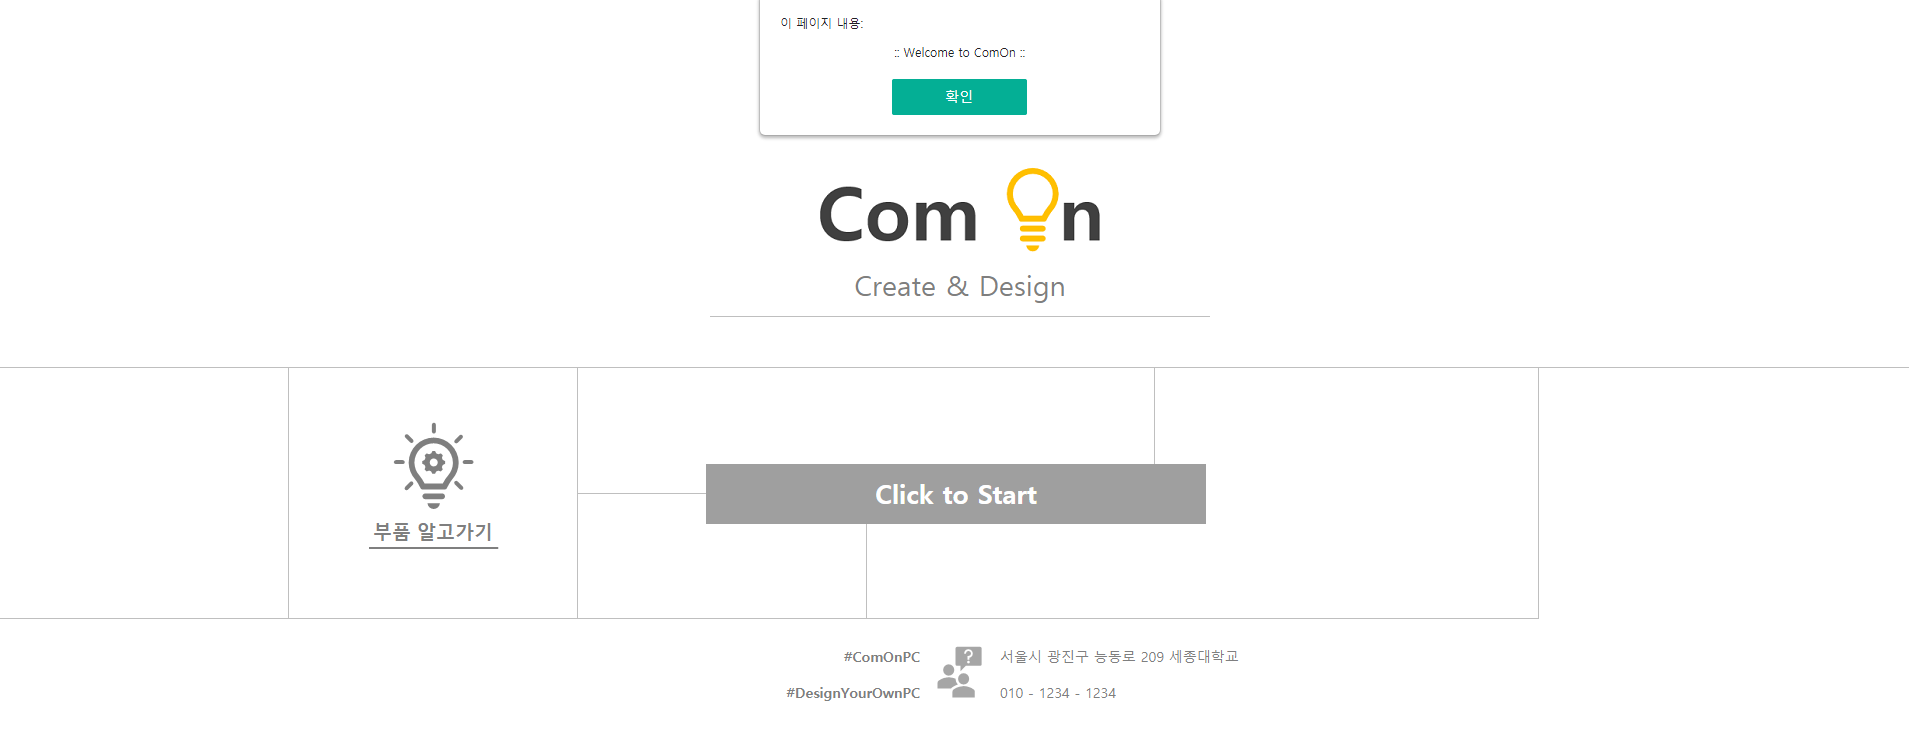 이 페이지 내용:
:: Welcome to ComOn ::
확인
Com On
Create & Design
Click to Start
부품 알고가기
#ComOnPC
서울시 광진구 능동로 209 세종대학교
#DesignYourOwnPC
010 - 1234 - 1234